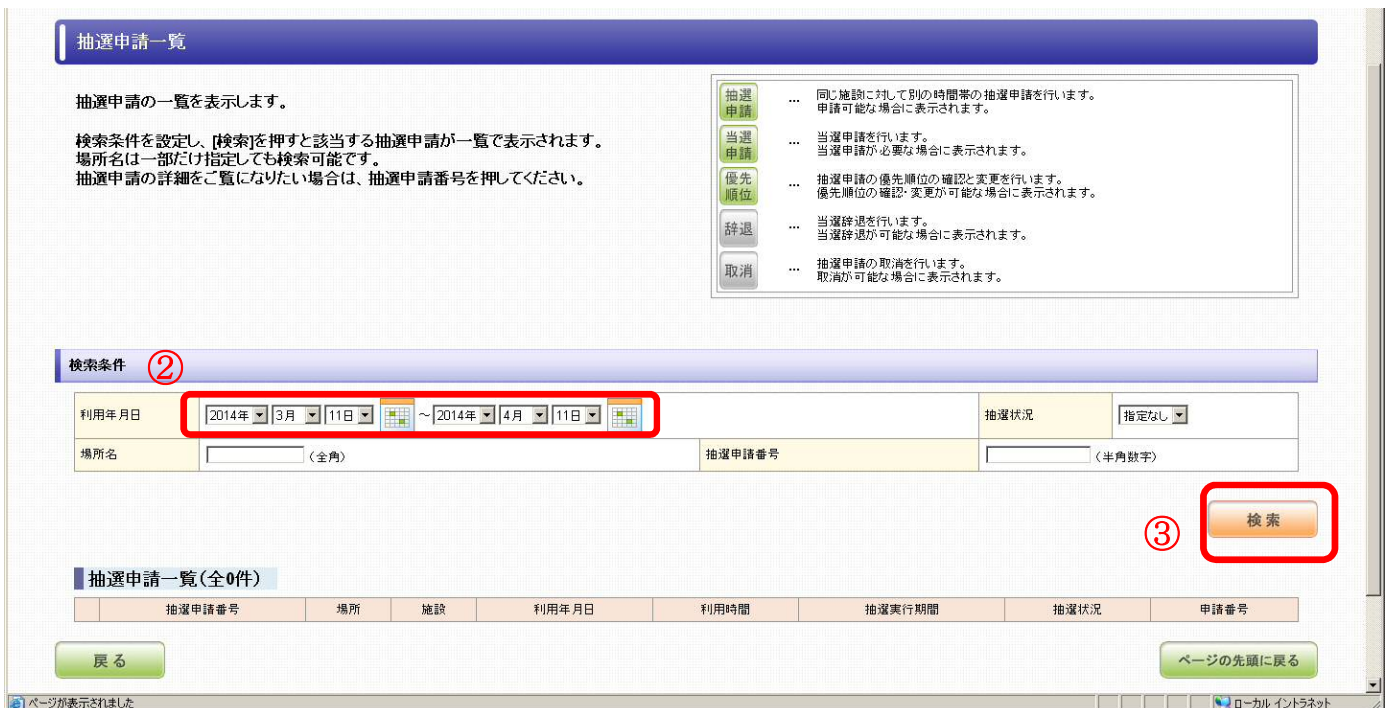 抽選申請一覧
抽選申請の一覧を表示します。
検索条件を設定し、[検索]を押すと該当する抽選申請が一覧で表示されます。
場所名は一部だけ指定しても検索可能です。
抽選申請の詳細をご覧になりたい場合は、抽選申請番号を押してください。
抽選申請 … 同じ施設に対して別の時間帯の抽選申請を行います。
申請可能な場合に表示されます。
当選申請 … 当選申請を行います。
当選申請が必要な場合に表示されます。
優先順位 … 抽選申請の優先順位の確認と変更を行います。
優先順位の確認・変更が可能な場合に表示されます。
辞退 … 当選辞退を行います。
当選辞退が可能な場合に表示されます。
取消 … 抽選申請の取消を行います。
取消が可能な場合に表示されます。
検索条件 ②
利用年月日 2014年 3月 11日 ～ 2014年 4月 11日 抽選状況 指定なし
場所名 (全角) 抽選申請番号 (半角数字)
③ 検索
抽選申請一覧(全0件)
抽選申請番号 場所 施設 利用年月日 利用時間 抽選実行期間 抽選状況 申請番号
戻る ページの先頭に戻る
ページが表示されました ローカル イントラネット